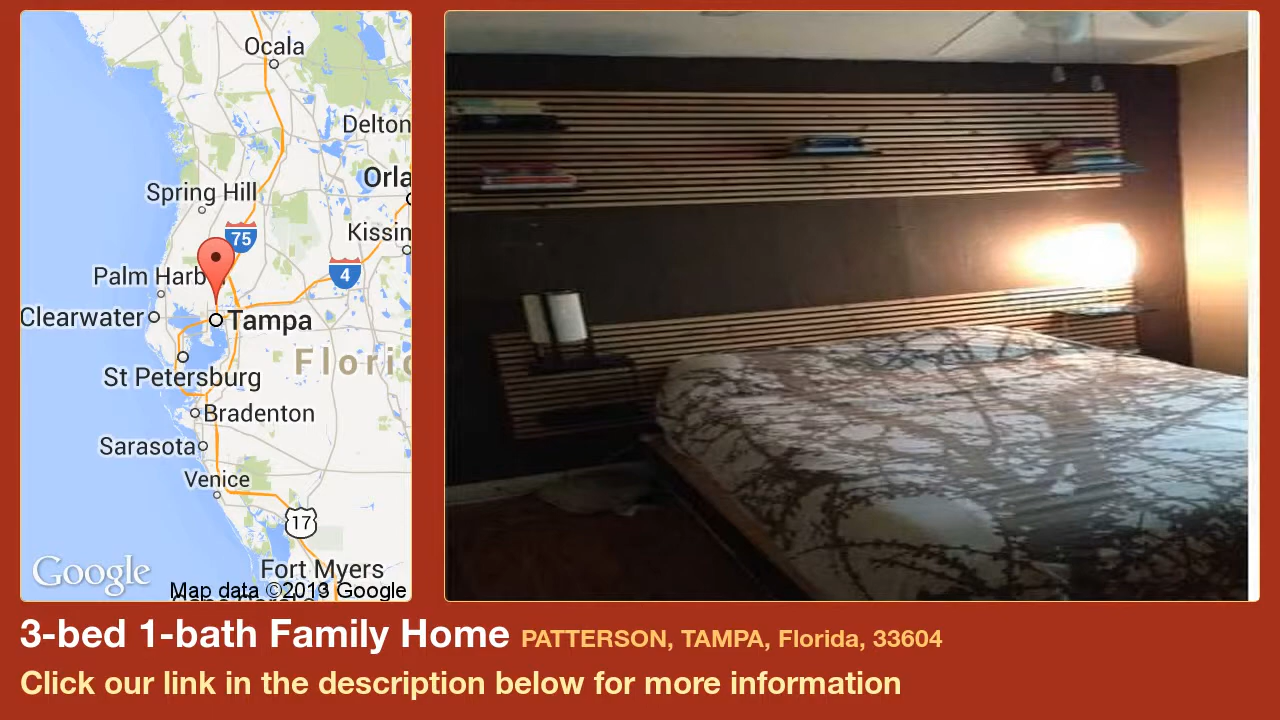 Ocala
Delton
Orla
Spring Hill
75
Kissin
4
Palm Harb
Clearwater
Tampa
Florid
St Petersburg
Bradenton
Sarasota
Venice
17
Fort Myers
Google
Map data ©2013 Google
3-bed 1-bath Family Home PATTERSON, TAMPA, Florida, 33604
Click our link in the description below for more information